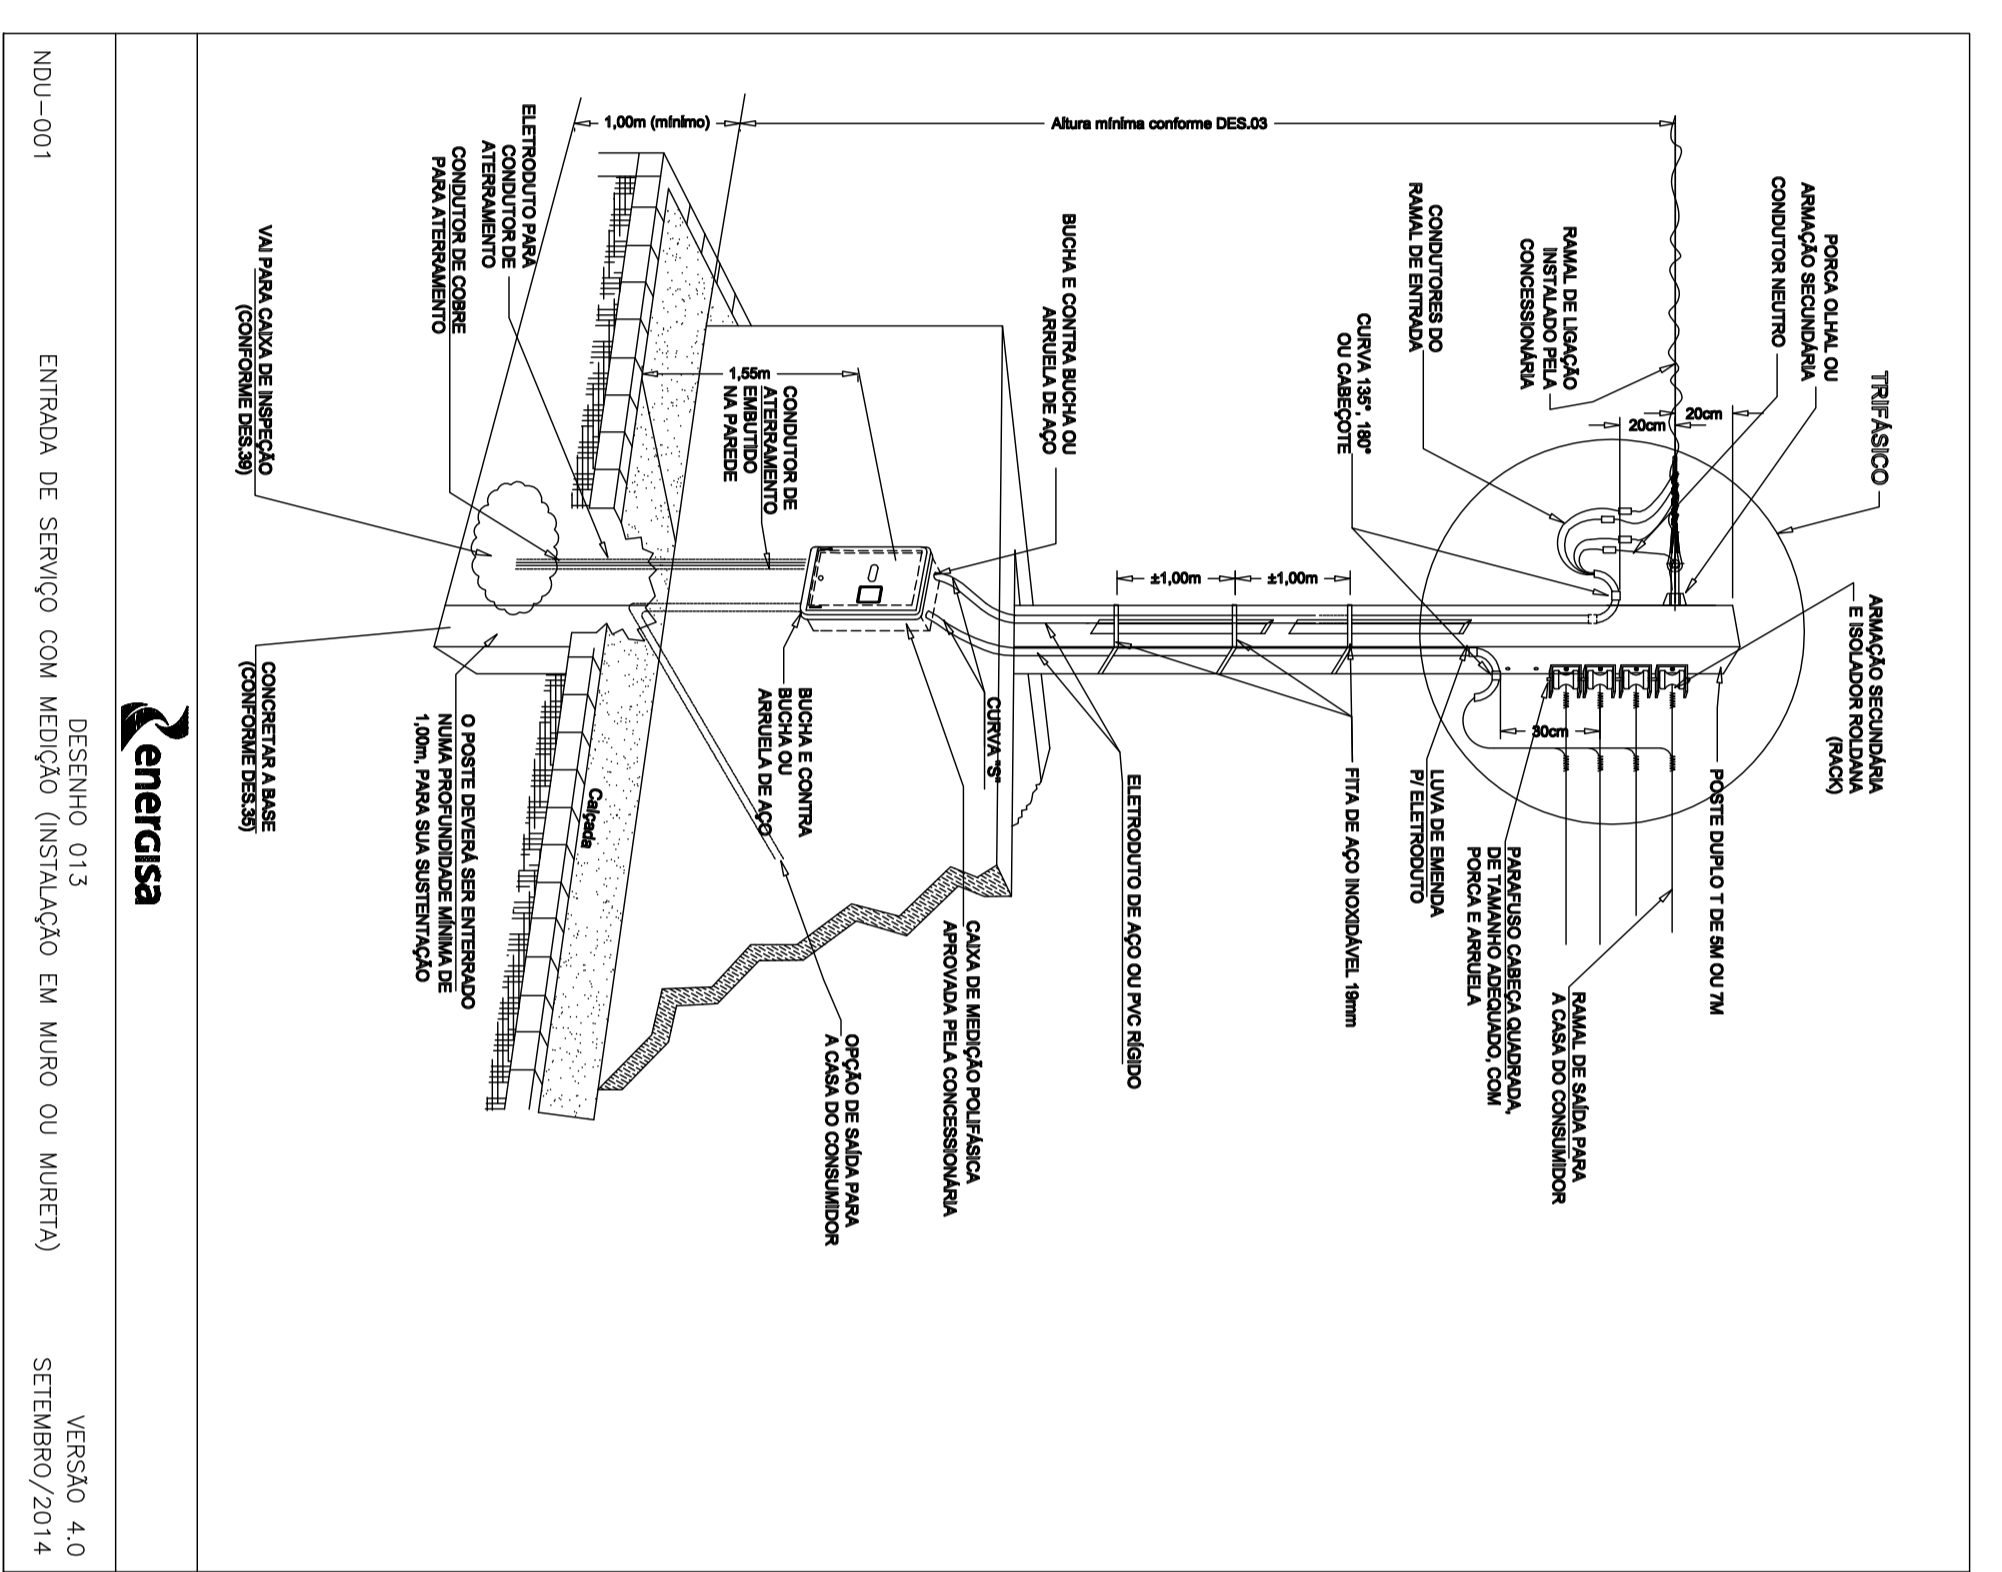 TRIFÁSICO
ARMAÇÃO SECUNDÁRIA
E ISOLADOR ROLDANA
(RACK)
PORCA OLHAL OU
ARMAÇÃO SECUNDÁRIA
CONDUTOR NEUTRO
POSTE DUPLO T DE 5M OU 7M
20cm
20cm
RAMAL DE LIGAÇÃO
INSTALADO PELA
CONCESSIONÁRIA
RAMAL DE SAÍDA PARA
A CASA DO CONSUMIDOR
30cm
PARAFUSO CABEÇA QUADRADA,
DE TAMANHO ADEQUADO, COM
PORCA E ARRUELA
CONDUTORES DO
RAMAL DE ENTRADA
LUVA DE EMENDA
P/ ELETRODUTO
CURVA 135°, 180°
OU CABEÇOTE
FITA DE AÇO INOXIDÁVEL 19mm
Altura mínima conforme DES.03
±1,00m
±1,00m
ELETRODUTO DE AÇO OU PVC RÍGIDO
BUCHA E CONTRA BUCHA OU
ARRUELA DE AÇO
CURVA "S"
CAIXA DE MEDIÇÃO POLIFÁSICA
APROVADA PELA CONCESSIONÁRIA
1,55m
CONDUTOR DE
ATERRAMENTO
EMBUTIDO
NA PAREDE
BUCHA E CONTRA
BUCHA OU
ARRUELA DE AÇO
OPÇÃO DE SAÍDA PARA
A CASA DO CONSUMIDOR
1,00m (mínimo)
Calçada
ELETRODUTO PARA
CONDUTOR DE
ATERRAMENTO
CONDUTOR DE COBRE
PARA ATERRAMENTO
O POSTE DEVERÁ SER ENTERRADO
NUMA PROFUNDIDADE MÍNIMA DE
1,00m, PARA SUA SUSTENTAÇÃO
VAI PARA CAIXA DE INSPEÇÃO
(CONFORME DES.39)
CONCRETAR A BASE
(CONFORME DES.35)
energisa
DESENHO 013
VERSÃO 4.0
NDU-001
ENTRADA DE SERVIÇO COM MEDIÇÃO (INSTALAÇÃO EM MURO OU MURETA)
SETEMBRO/2014